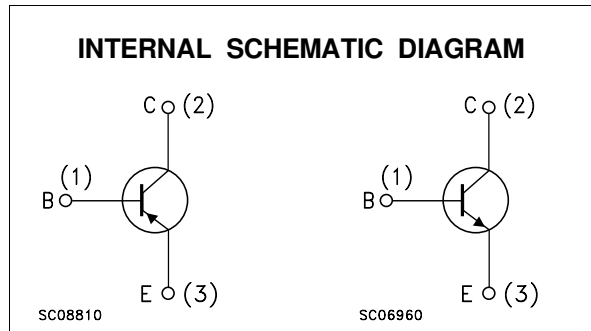 INTERNAL SCHEMATIC DIAGRAM
C (2)
(1)
B
E (3)
SC08810
C (2)
(1)
B
E (3)
SC06960